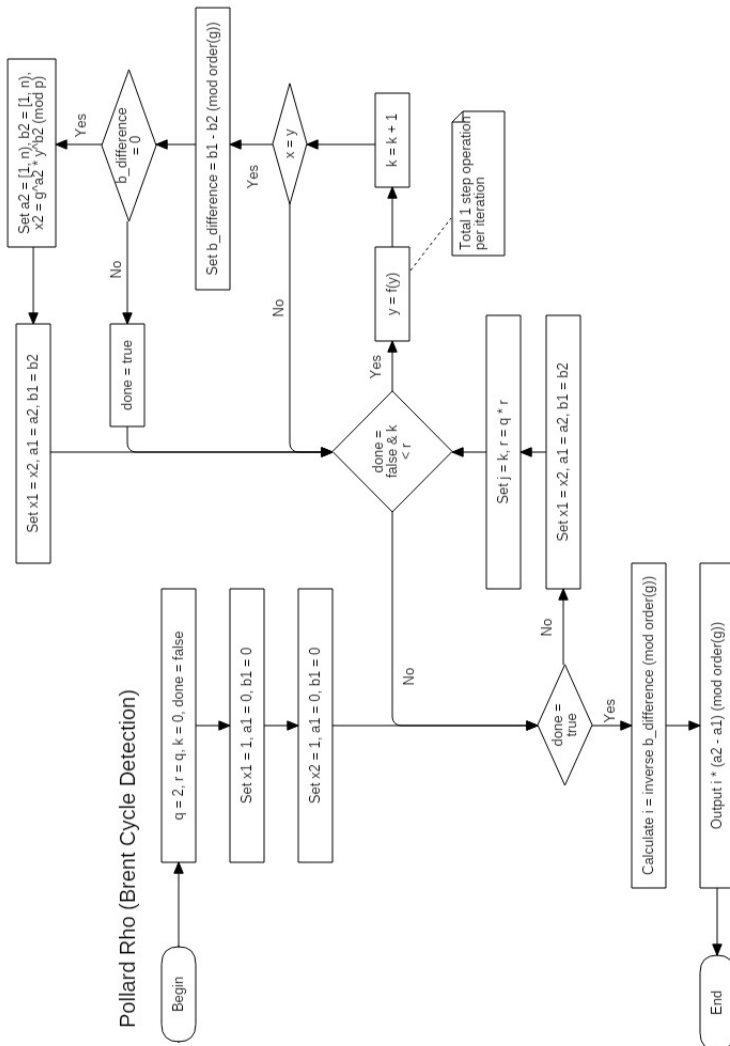 Pollard Rho (Brent Cycle Detection)
Begin
q = 2, r = q, k = 0, done = false
Set x1 = 1, a1 = 0, b1 = 0
Set x2 = 1, a1 = 0, b1 = 0
done =
true
No
Yes
Calculate i = inverse b_difference (mod order(g))
Output i * (a2 - a1) (mod order(g))
End
Set x1 = x2, a1 = a2, b1 = b2
Set j = k, r = q * r
done =
false & k
< r
No
Yes
y = f(y)
Total 1 step operation
per iteration
k = k + 1
x = y
No
Yes
Set b_difference = b1 - b2 (mod order(g))
b_difference
= 0
No
Yes
done = true
Set a2 = [1, n), b2 = [1, n),
x2 = g^a2 * y^b2 (mod p)
Set x1 = x2, a1 = a2, b1 = b2